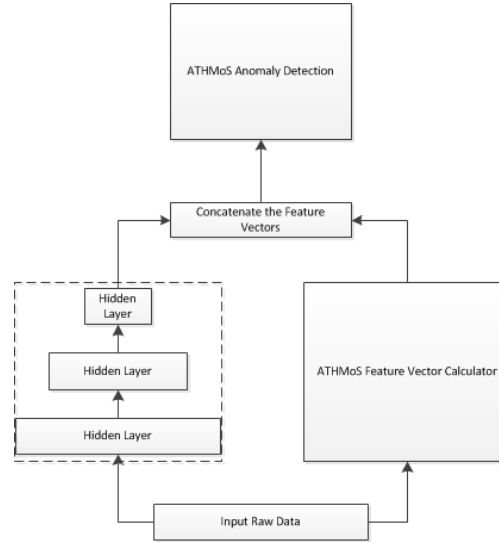 ATHMoS Anomaly Detection
Concatenate the Feature
Vectors
Hidden
Layer
Hidden Layer
Hidden Layer
ATHMoS Feature Vector Calculator
Input Raw Data